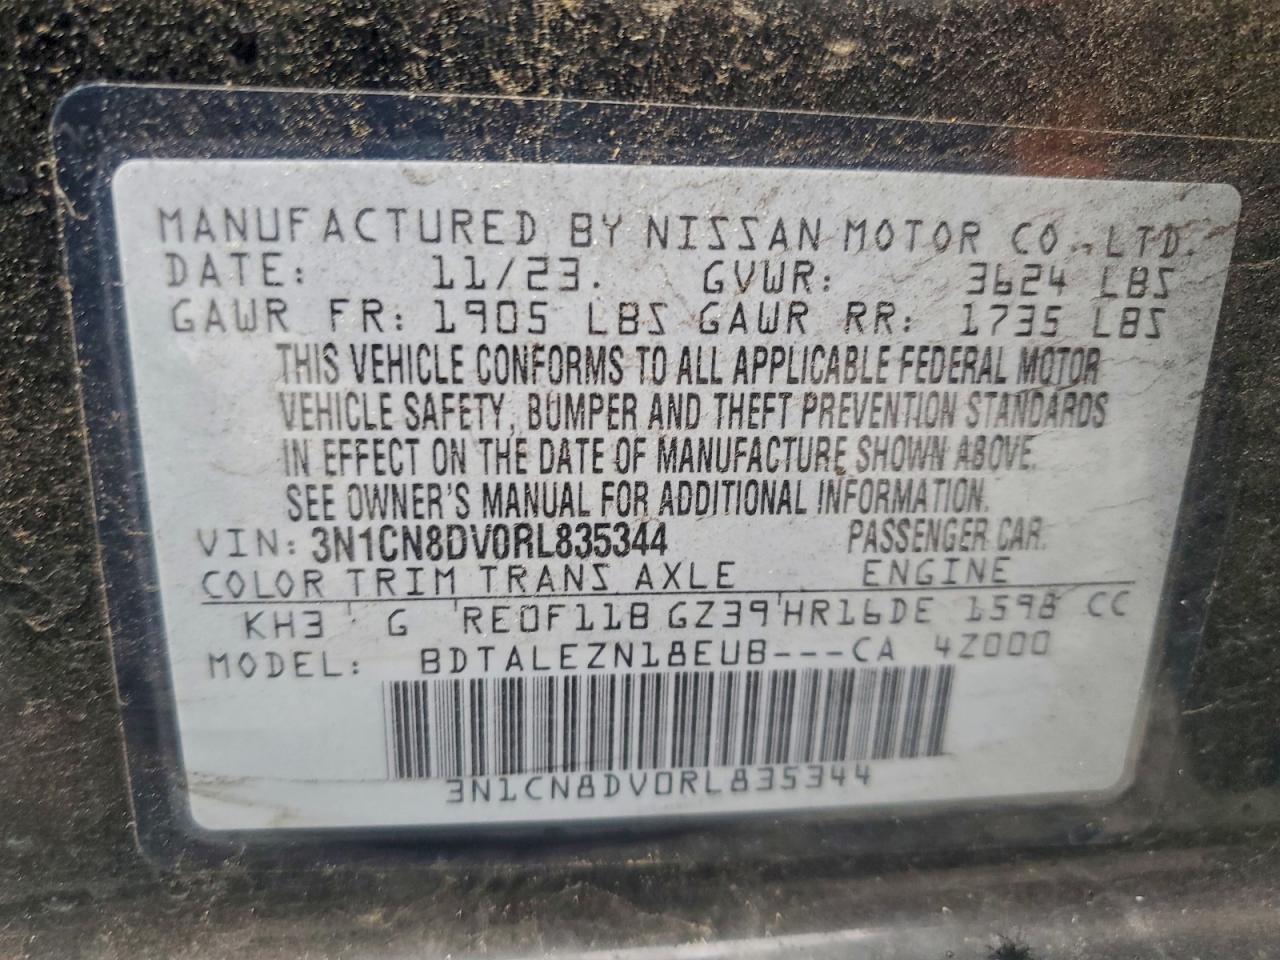 MANUFACTURED BY NISSAN MOTOR CO., LTD.
DATE: 11/23. GVWR: 3624 LBS
GAWR FR: 1905 LBS GAWR RR: 1735 LBS
THIS VEHICLE CONFORMS TO ALL APPLICABLE FEDERAL MOTOR
VEHICLE SAFETY, BUMPER AND THEFT PREVENTION STANDARDS
IN EFFECT ON THE DATE OF MANUFACTURE SHOWN ABOVE.
SEE OWNER'S MANUAL FOR ADDITIONAL INFORMATION.
VIN: 3N1CN8DV0RL835344 PASSENGER CAR.
COLOR TRIM TRANS AXLE ENGINE
KH3 G RE0F11B GZ39 HR16DE 1598 CC
MODEL: BDTALEZN18EUB---CA 4Z000
3N1CN8DV0RL835344